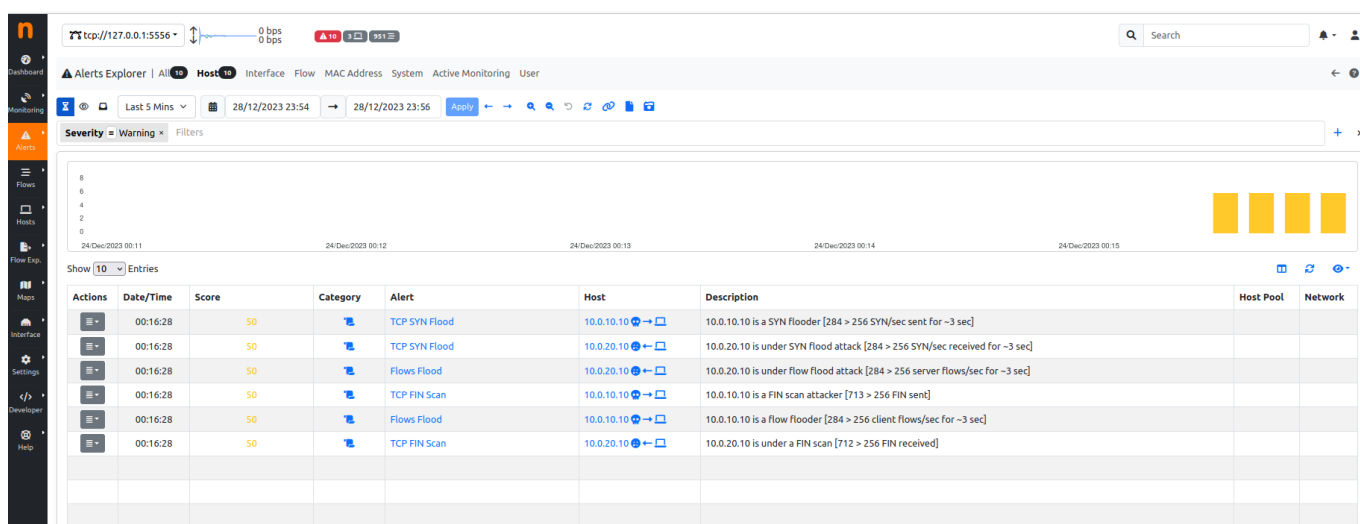 n
tcp://127.0.0.1:5556
0 bps
0 bps
10
3
951
Search
Dashboard
Monitoring
Alerts
Flows
Hosts
Flow Exp.
Maps
Interface
Settings
Developer
Help
Alerts Explorer | All 10 Host 10 Interface Flow MAC Address System Active Monitoring User
Last 5 Mins 28/12/2023 23:54 → 28/12/2023 23:56 Apply ← →
Severity = Warning × Filters
8
6
4
2
0
24/Dec/2023 00:11 24/Dec/2023 00:12 24/Dec/2023 00:13 24/Dec/2023 00:14 24/Dec/2023 00:15
Show 10 Entries
Actions Date/Time Score Category Alert Host Description Host Pool Network
00:16:28 50 TCP SYN Flood 10.0.10.10 → 10.0.10.10 is a SYN flooder [284 > 256 SYN/sec sent for ~3 sec]
00:16:28 50 TCP SYN Flood 10.0.20.10 ← 10.0.20.10 is under SYN flood attack [284 > 256 SYN/sec received for ~3 sec]
00:16:28 50 Flows Flood 10.0.20.10 ← 10.0.20.10 is under flow flood attack [284 > 256 server flows/sec for ~3 sec]
00:16:28 50 TCP FIN Scan 10.0.10.10 → 10.0.10.10 is a FIN scan attacker [713 > 256 FIN sent]
00:16:28 50 Flows Flood 10.0.10.10 → 10.0.10.10 is a flow flooder [284 > 256 client flows/sec for ~3 sec]
00:16:28 50 TCP FIN Scan 10.0.20.10 ← 10.0.20.10 is under a FIN scan [712 > 256 FIN received]